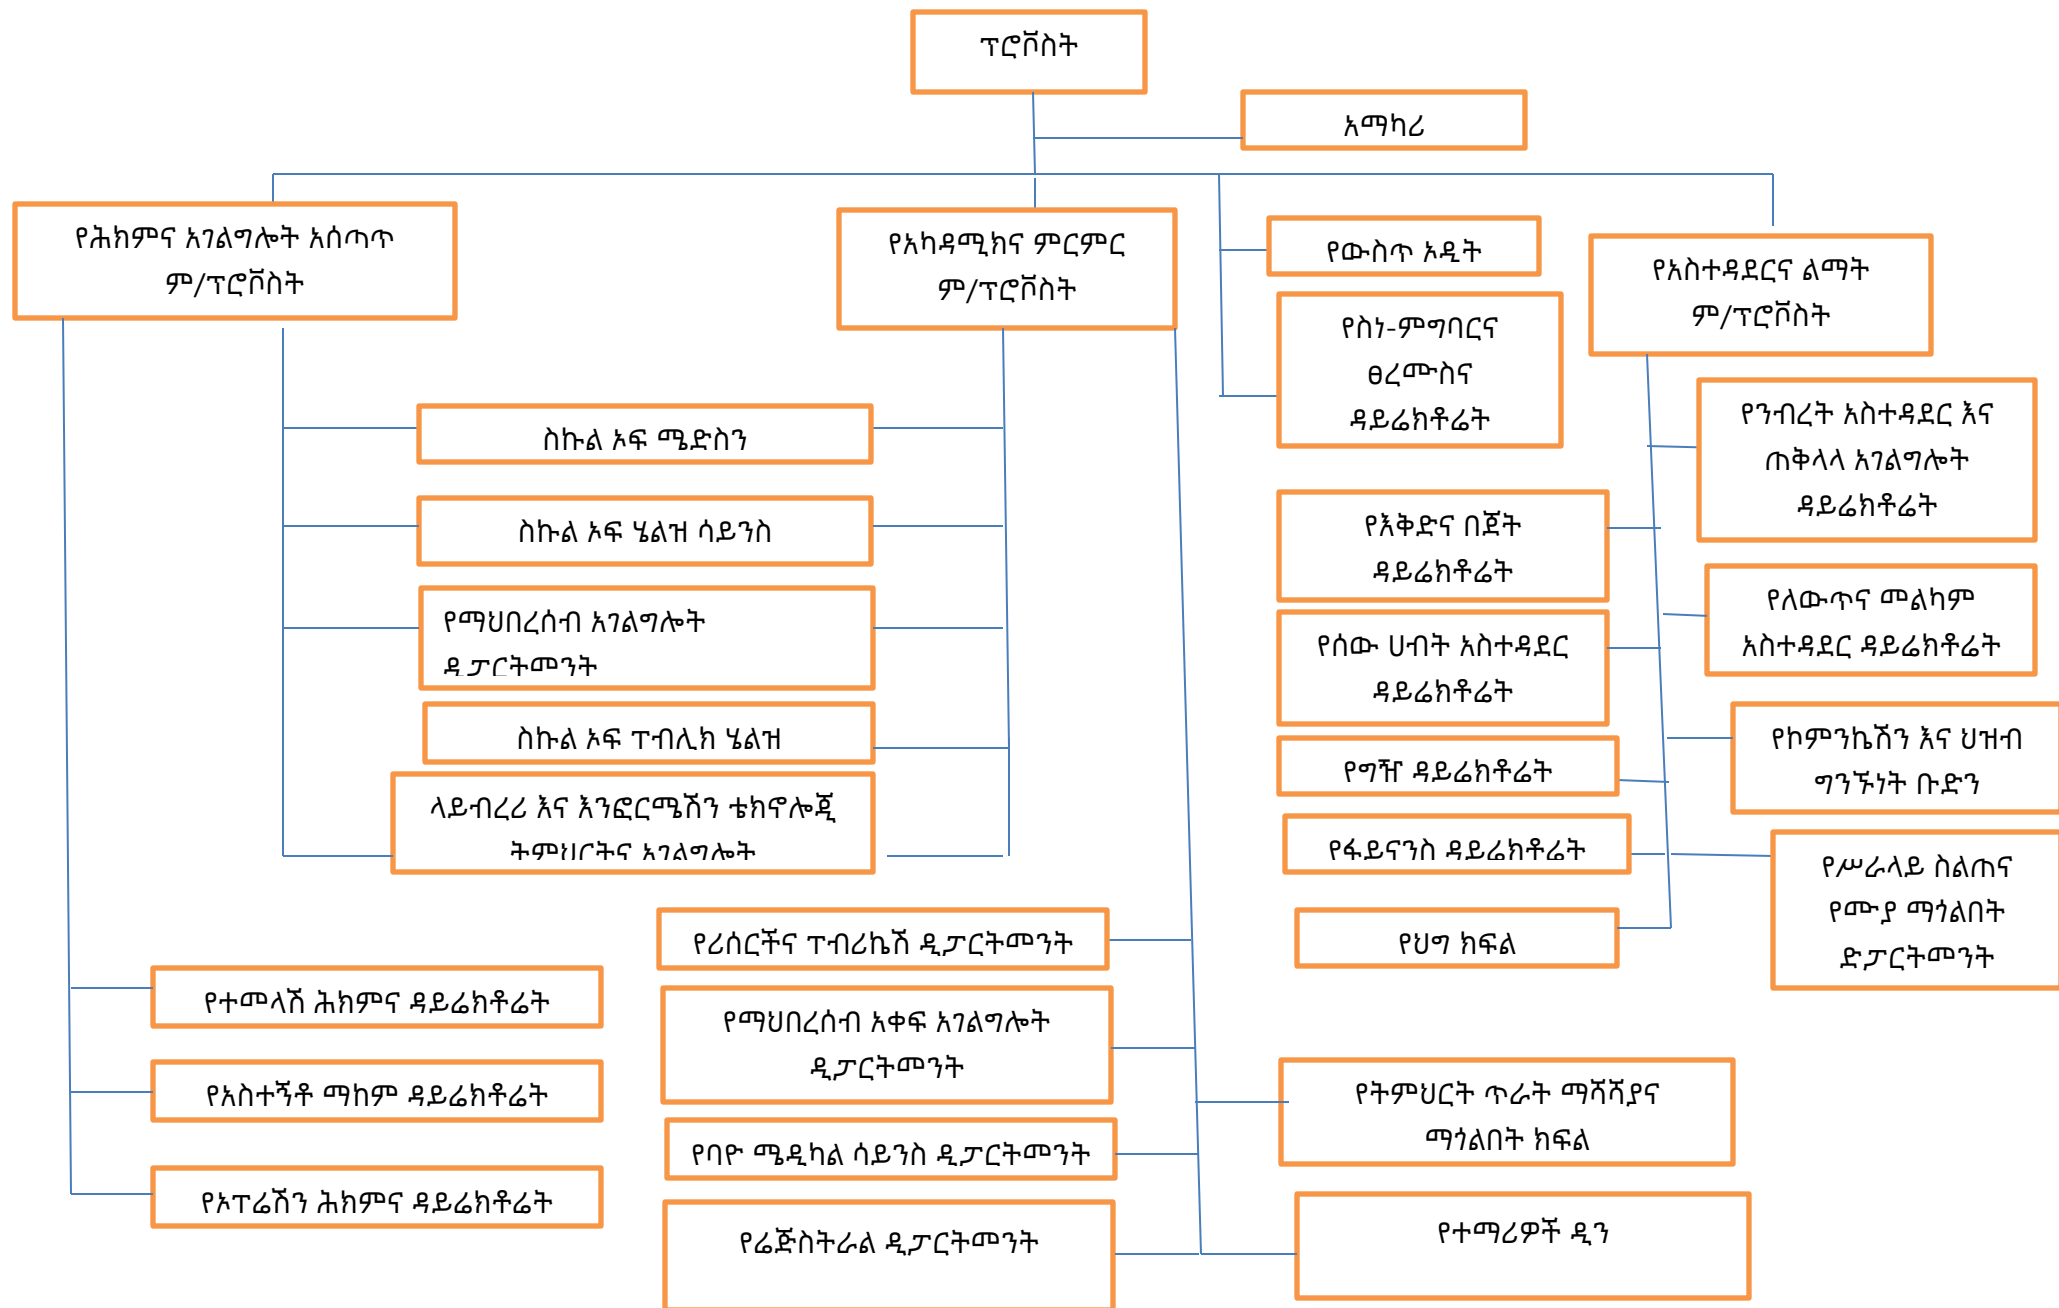 ፕሮቮስት
አማካሪ
የሕክምና አገልግሎት አሰጣጥ
ም/ፕሮቮስት
የአካዳሚክና ምርምር
ም/ፕሮቮስት
የውስጥ ኦዲት
የስነ-ምግባርና
ፀረሙስና
ዳይሬክቶሬት
የአስተዳደርና ልማት
ም/ፕሮቮስት
ስኩል ኦፍ ሜድስን
ስኩል ኦፍ ሄልዝ ሳይንስ
የማህበረሰብ አገልግሎት
ዲፓርትመንት
ስኩል ኦፍ ፐብሊክ ሄልዝ
ላይብረሪ እና እንፎርሜሽን ቴክኖሎጂ
ትምህርትና አገልግሎት
የንብረት አስተዳደር እና
ጠቅላላ አገልግሎት
ዳይሬክቶሬት
የእቅድና በጀት
ዳይሬክቶሬት
የለውጥና መልካም
አስተዳደር ዳይሬክቶሬት
የሰው ሀብት አስተዳደር
ዳይሬክቶሬት
የኮምንኬሽን እና ህዝብ
ግንኙነት ቡድን
የግዥ ዳይሬክቶሬት
የፋይናንስ ዳይሬክቶሬት
የሥራላይ ስልጠና
የሙያ ማጎልበት
ድፓርትመንት
የህግ ክፍል
የሪሰርችና ፐብሪኬሽ ዲፓርትመንት
የማህበረሰብ አቀፍ አገልግሎት
ዲፓርትመንት
የባዮ ሜዲካል ሳይንስ ዲፓርትመንት
የሬጅስትራል ዲፓርትመንት
የተመላሽ ሕክምና ዳይሬክቶሬት
የአስተኝቶ ማከም ዳይሬክቶሬት
የኦፐሬሽን ሕክምና ዳይሬክቶሬት
የትምህርት ጥራት ማሻሻያና
ማጎልበት ክፍል
የተማሪዎች ዲን